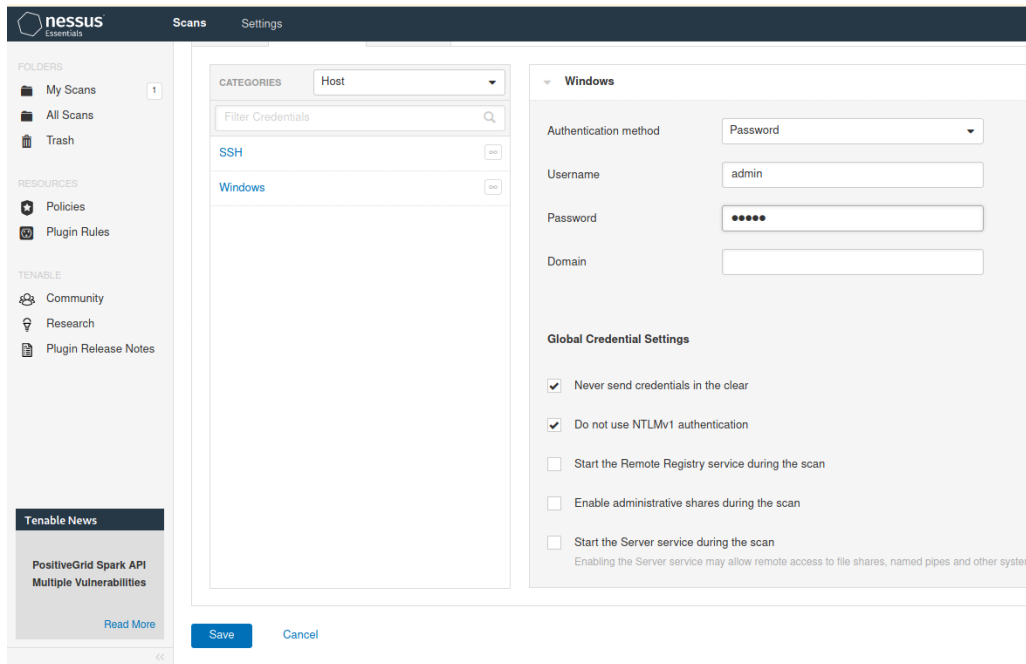 nessus
Essentials
Scans
Settings
FOLDERS
My Scans
1
All Scans
Trash
RESOURCES
Policies
Plugin Rules
TENABLE
Community
Research
Plugin Release Notes
Tenable News
PositiveGrid Spark API
Multiple Vulnerabilities
Read More
CATEGORIES
Host
Filter Credentials
SSH
Windows
Windows
Authentication method
Password
Username
admin
Password
•••••
Domain
Global Credential Settings
Never send credentials in the clear
Do not use NTLMv1 authentication
Start the Remote Registry service during the scan
Enable administrative shares during the scan
Start the Server service during the scan
Enabling the Server service may allow remote access to file shares, named pipes and other syste
Save
Cancel